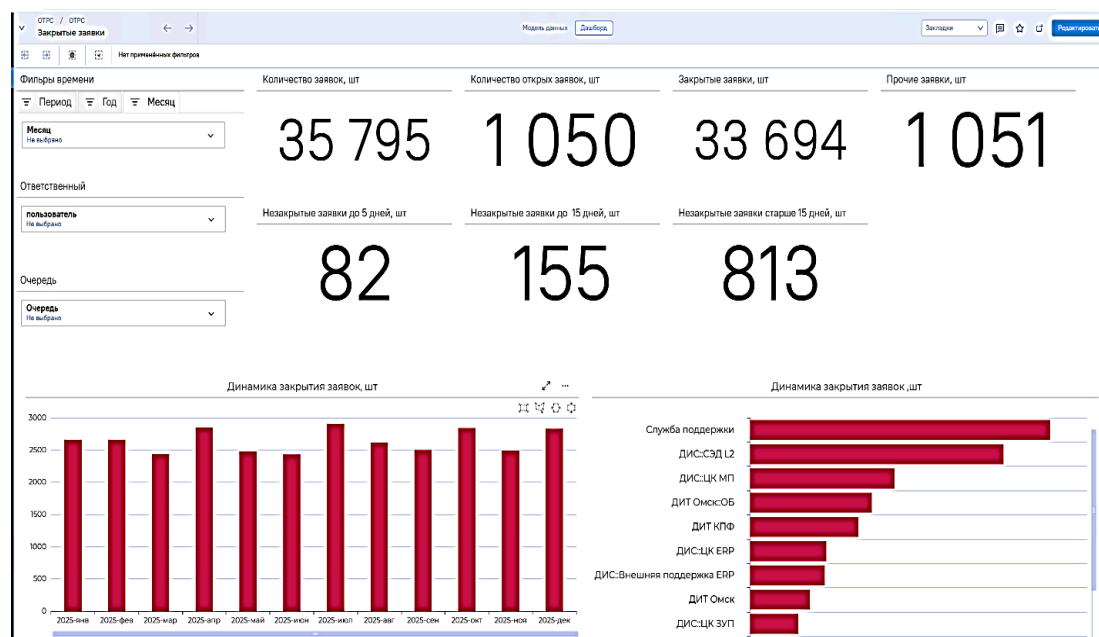 ОТРС / ОТРС
Закрытые заявки
Модель данных
Дашборд
Закладки
Редактировать
Нет применённых фильтров
Фильры времени
Период
Год
Месяц
Месяц
Не выбрано
Ответственный
пользователь
Не выбрано
Очередь
Очередь
Не выбрано
Количество заявок, шт
35 795
Количество открых заявок, шт
1 050
Закрытые заявки, шт
33 694
Прочие заявки, шт
1 051
Незакрытые заявки до 5 дней, шт
82
Незакрытые заявки до 15 дней, шт
155
Незакрытые заявки старше 15 дней, шт
813
Динамика закрытия заявок, шт
3000
2500
2000
1500
1000
500
0
2025-янв 2025-фев 2025-мар 2025-апр 2025-май 2025-июн 2025-июл 2025-авг 2025-сен 2025-окт 2025-ноя 2025-дек
Динамика закрытия заявок ,шт
Служба поддержки
ДИС::СЭД L2
ДИС::ЦК МП
ДИТ Омск::ОБ
ДИТ КПФ
ДИС::ЦК ERP
ДИС::Внешняя поддержка ERP
ДИТ Омск
ДИС::ЦК ЗУП